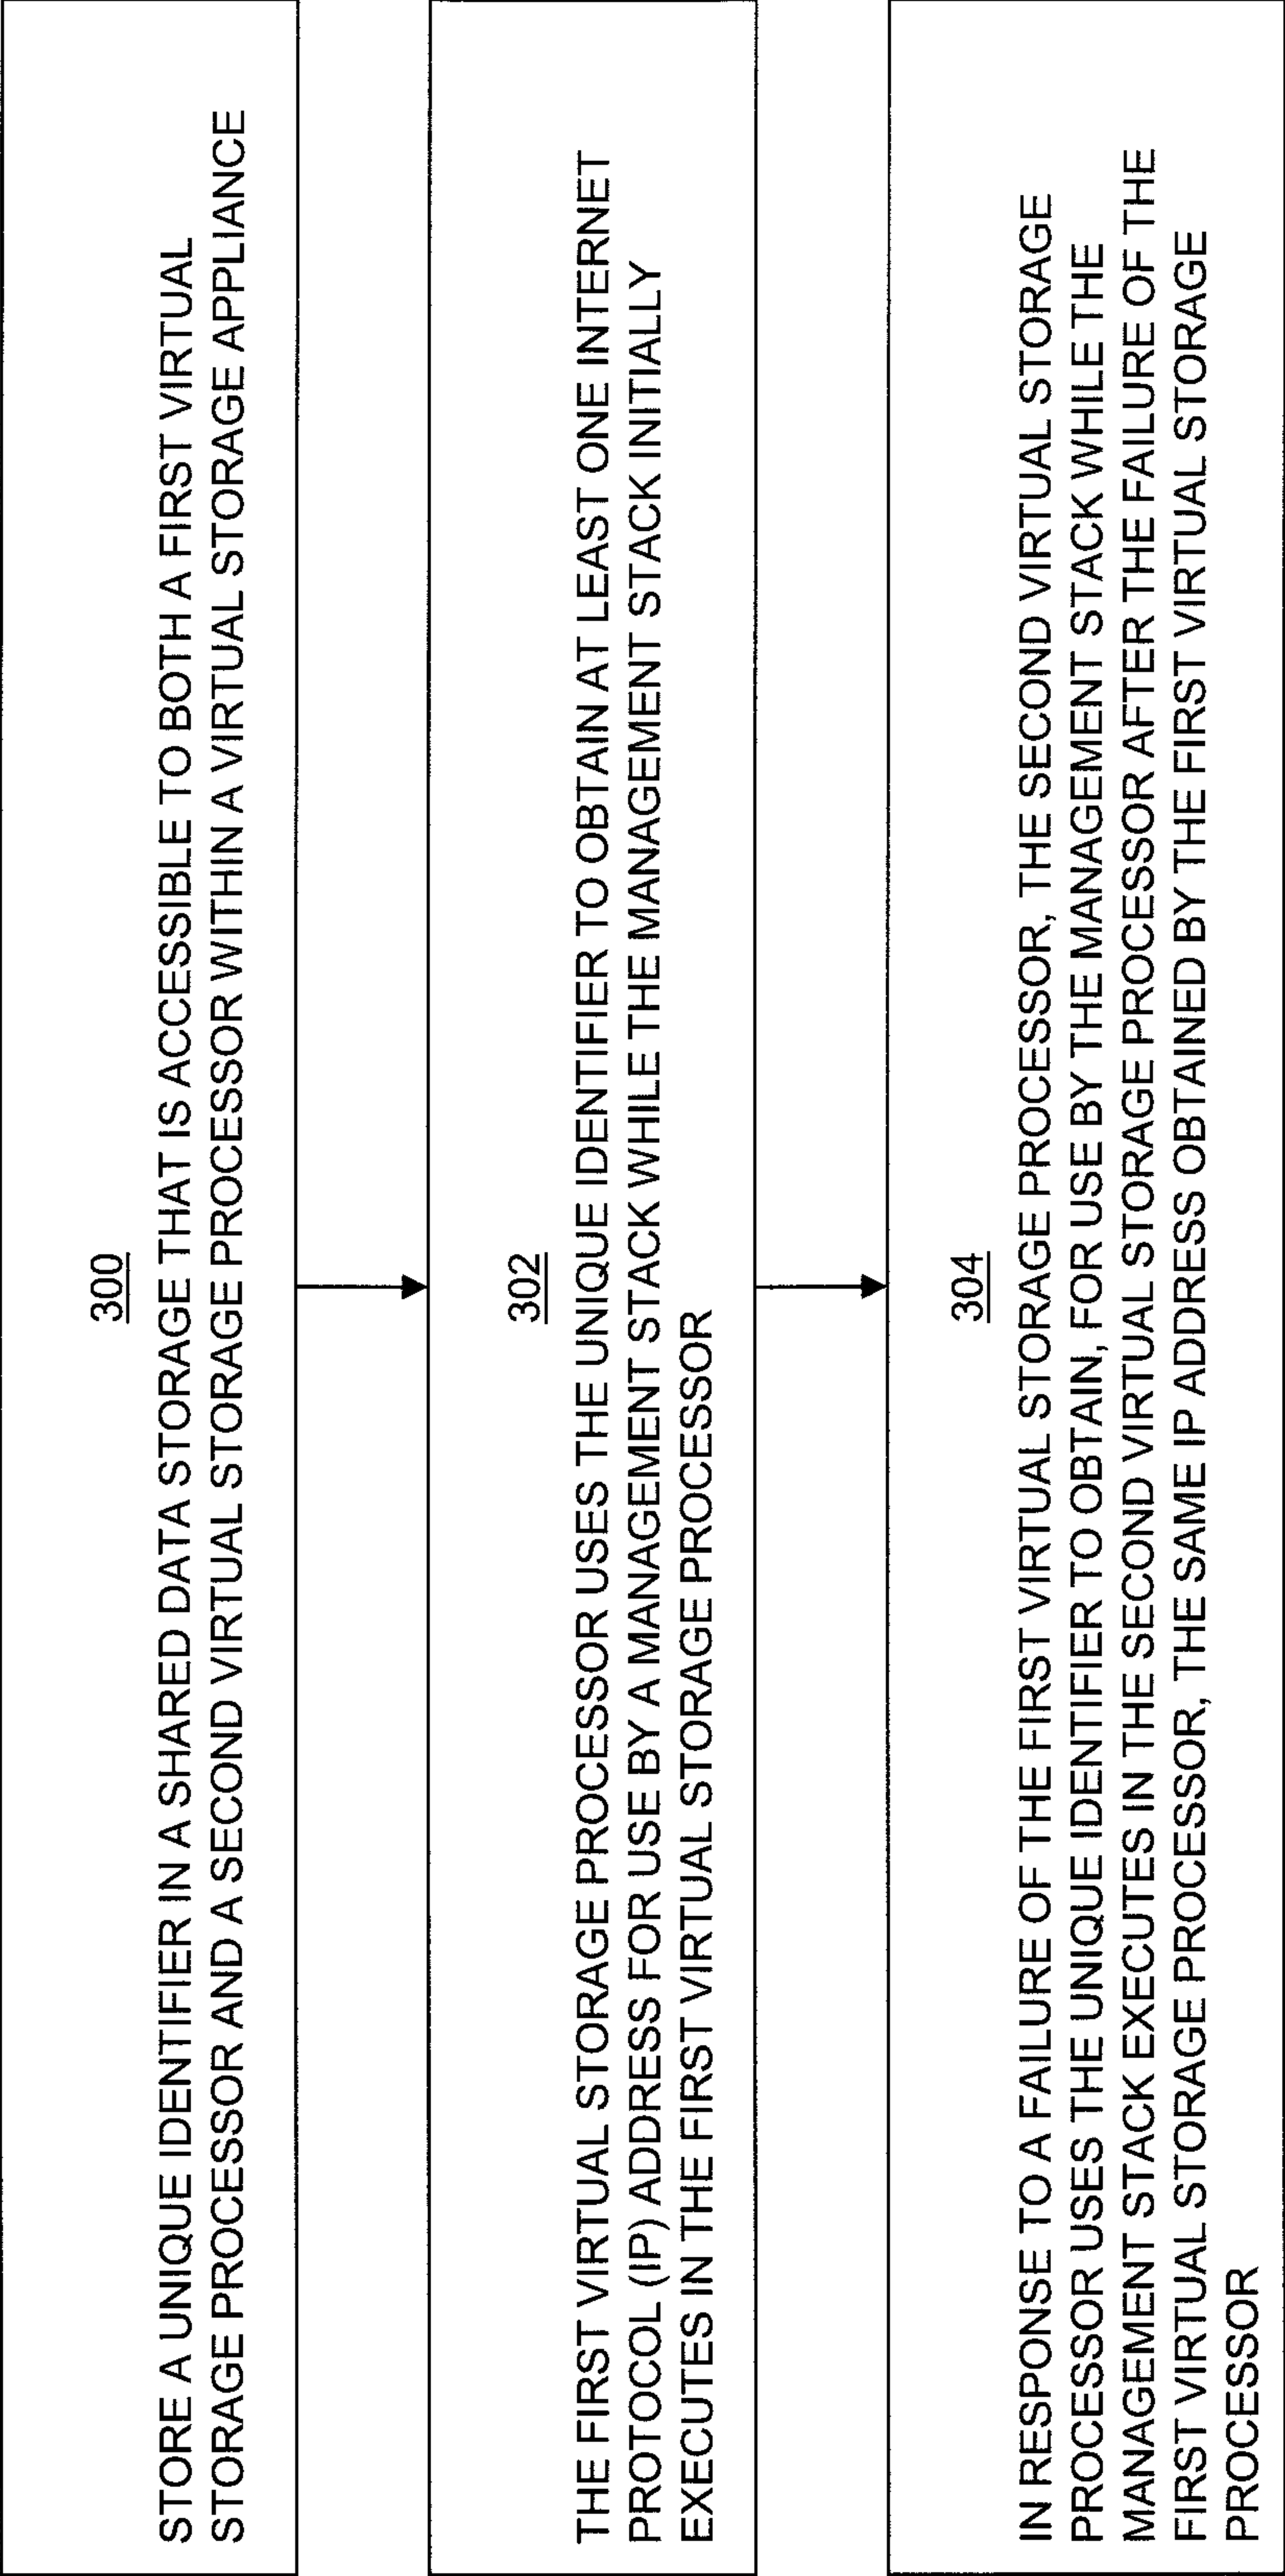 300
STORE A UNIQUE IDENTIFIER IN A SHARED DATA STORAGE THAT IS ACCESSIBLE TO BOTH A FIRST VIRTUAL
STORAGE PROCESSOR AND A SECOND VIRTUAL STORAGE PROCESSOR WITHIN A VIRTUAL STORAGE APPLIANCE
302
THE FIRST VIRTUAL STORAGE PROCESSOR USES THE UNIQUE IDENTIFIER TO OBTAIN AT LEAST ONE INTERNET
PROTOCOL (IP) ADDRESS FOR USE BY A MANAGEMENT STACK WHILE THE MANAGEMENT STACK INITIALLY
EXECUTES IN THE FIRST VIRTUAL STORAGE PROCESSOR
304
IN RESPONSE TO A FAILURE OF THE FIRST VIRTUAL STORAGE PROCESSOR, THE SECOND VIRTUAL STORAGE
PROCESSOR USES THE UNIQUE IDENTIFIER TO OBTAIN, FOR USE BY THE MANAGEMENT STACK WHILE THE
MANAGEMENT STACK EXECUTES IN THE SECOND VIRTUAL STORAGE PROCESSOR AFTER THE FAILURE OF THE
FIRST VIRTUAL STORAGE PROCESSOR, THE SAME IP ADDRESS OBTAINED BY THE FIRST VIRTUAL STORAGE
PROCESSOR